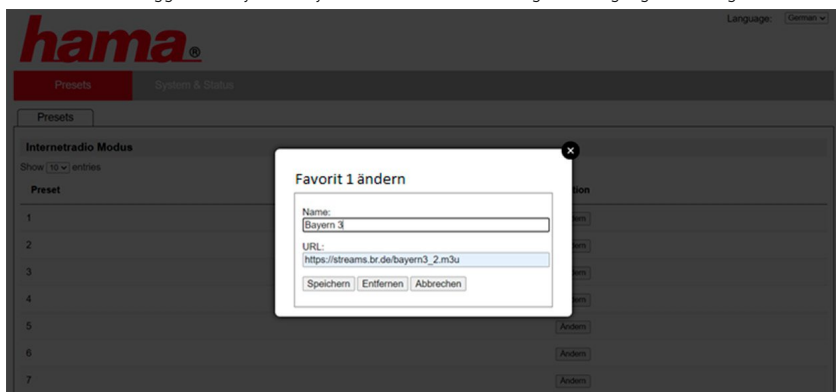 Language: German
hama®
Presets System & Status
Presets
Internetradio Modus
Show 10 entries
Preset tion
Favorit 1 ändern
Name:
Bayern 3
URL:
https://streams.br.de/bayern3_2.m3u
Speichern Entfernen Abbrechen
1
2
3
4
5 Ändern
6 Ändern
7 Ändern